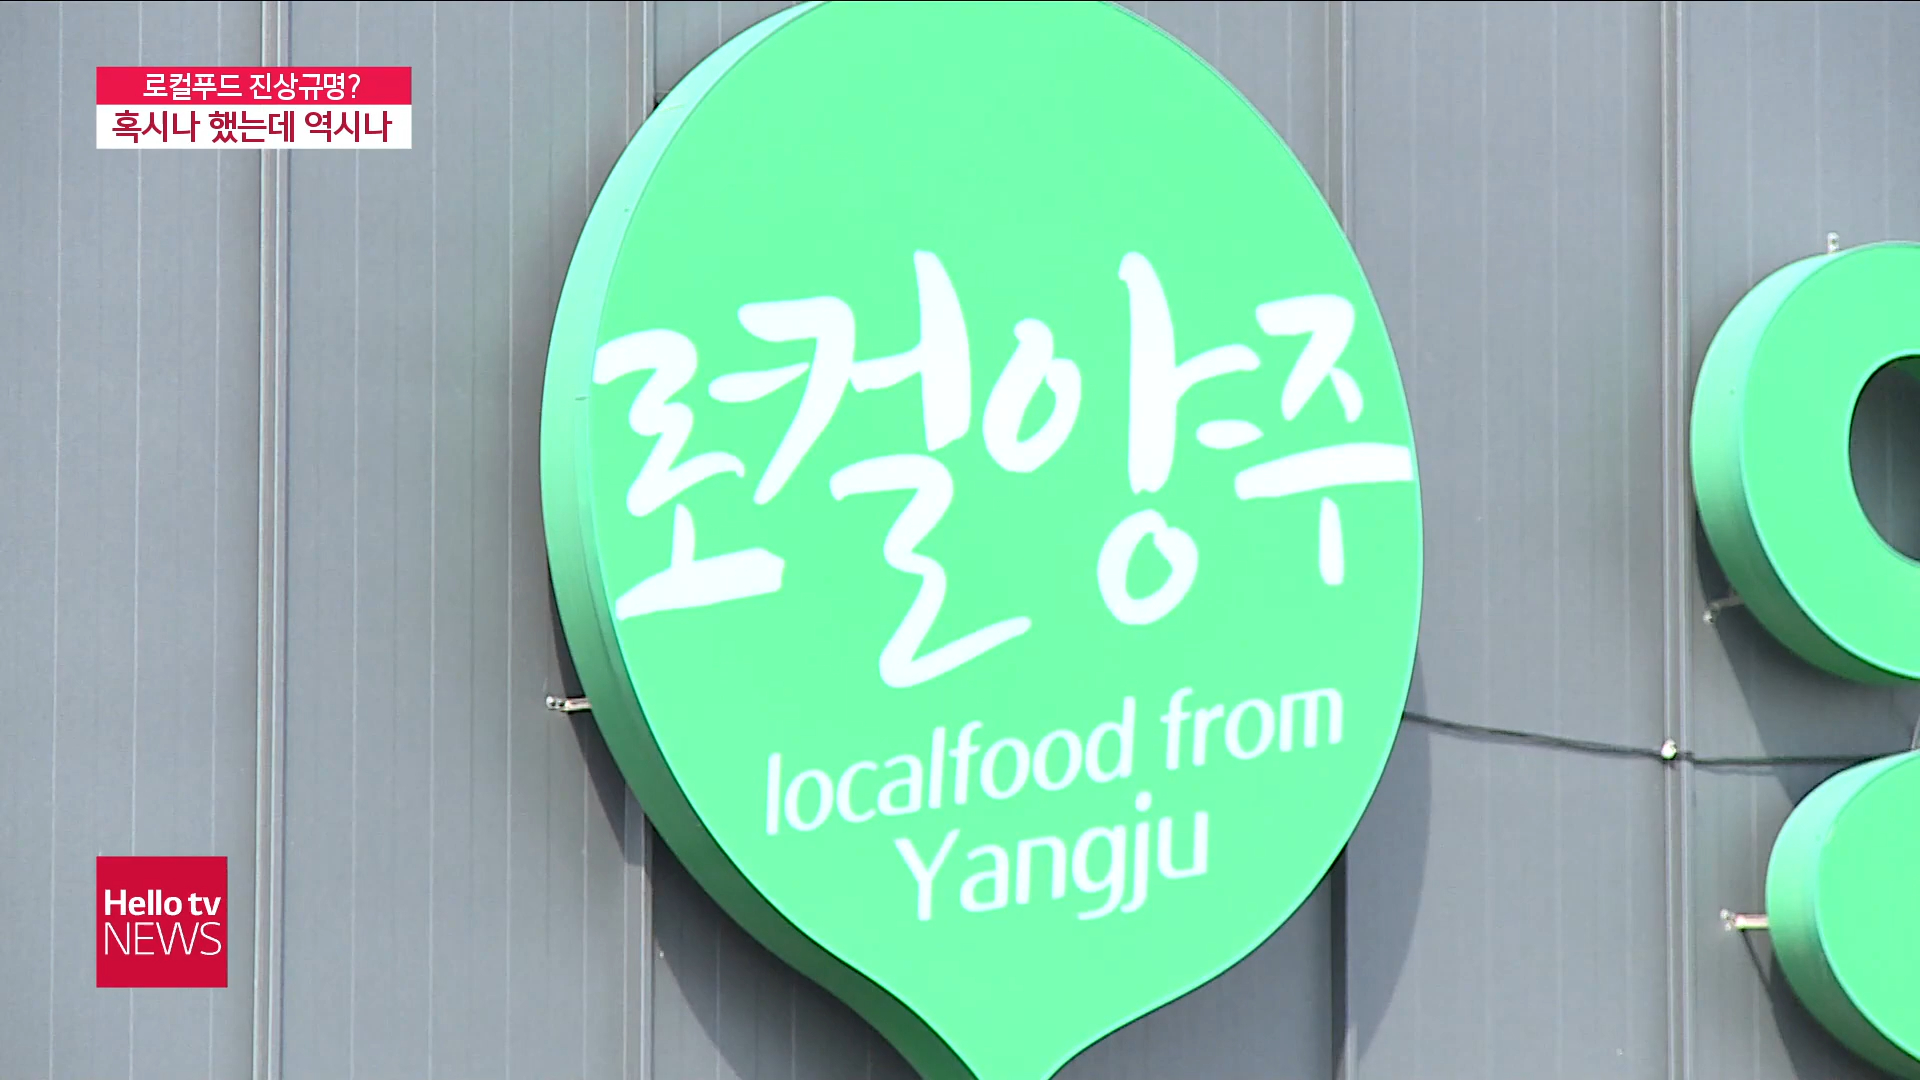 로컬푸드 진상규명?
혹시나 했는데 역시나
로컬양주
localfood from
Yangju
Hello tv
NEWS